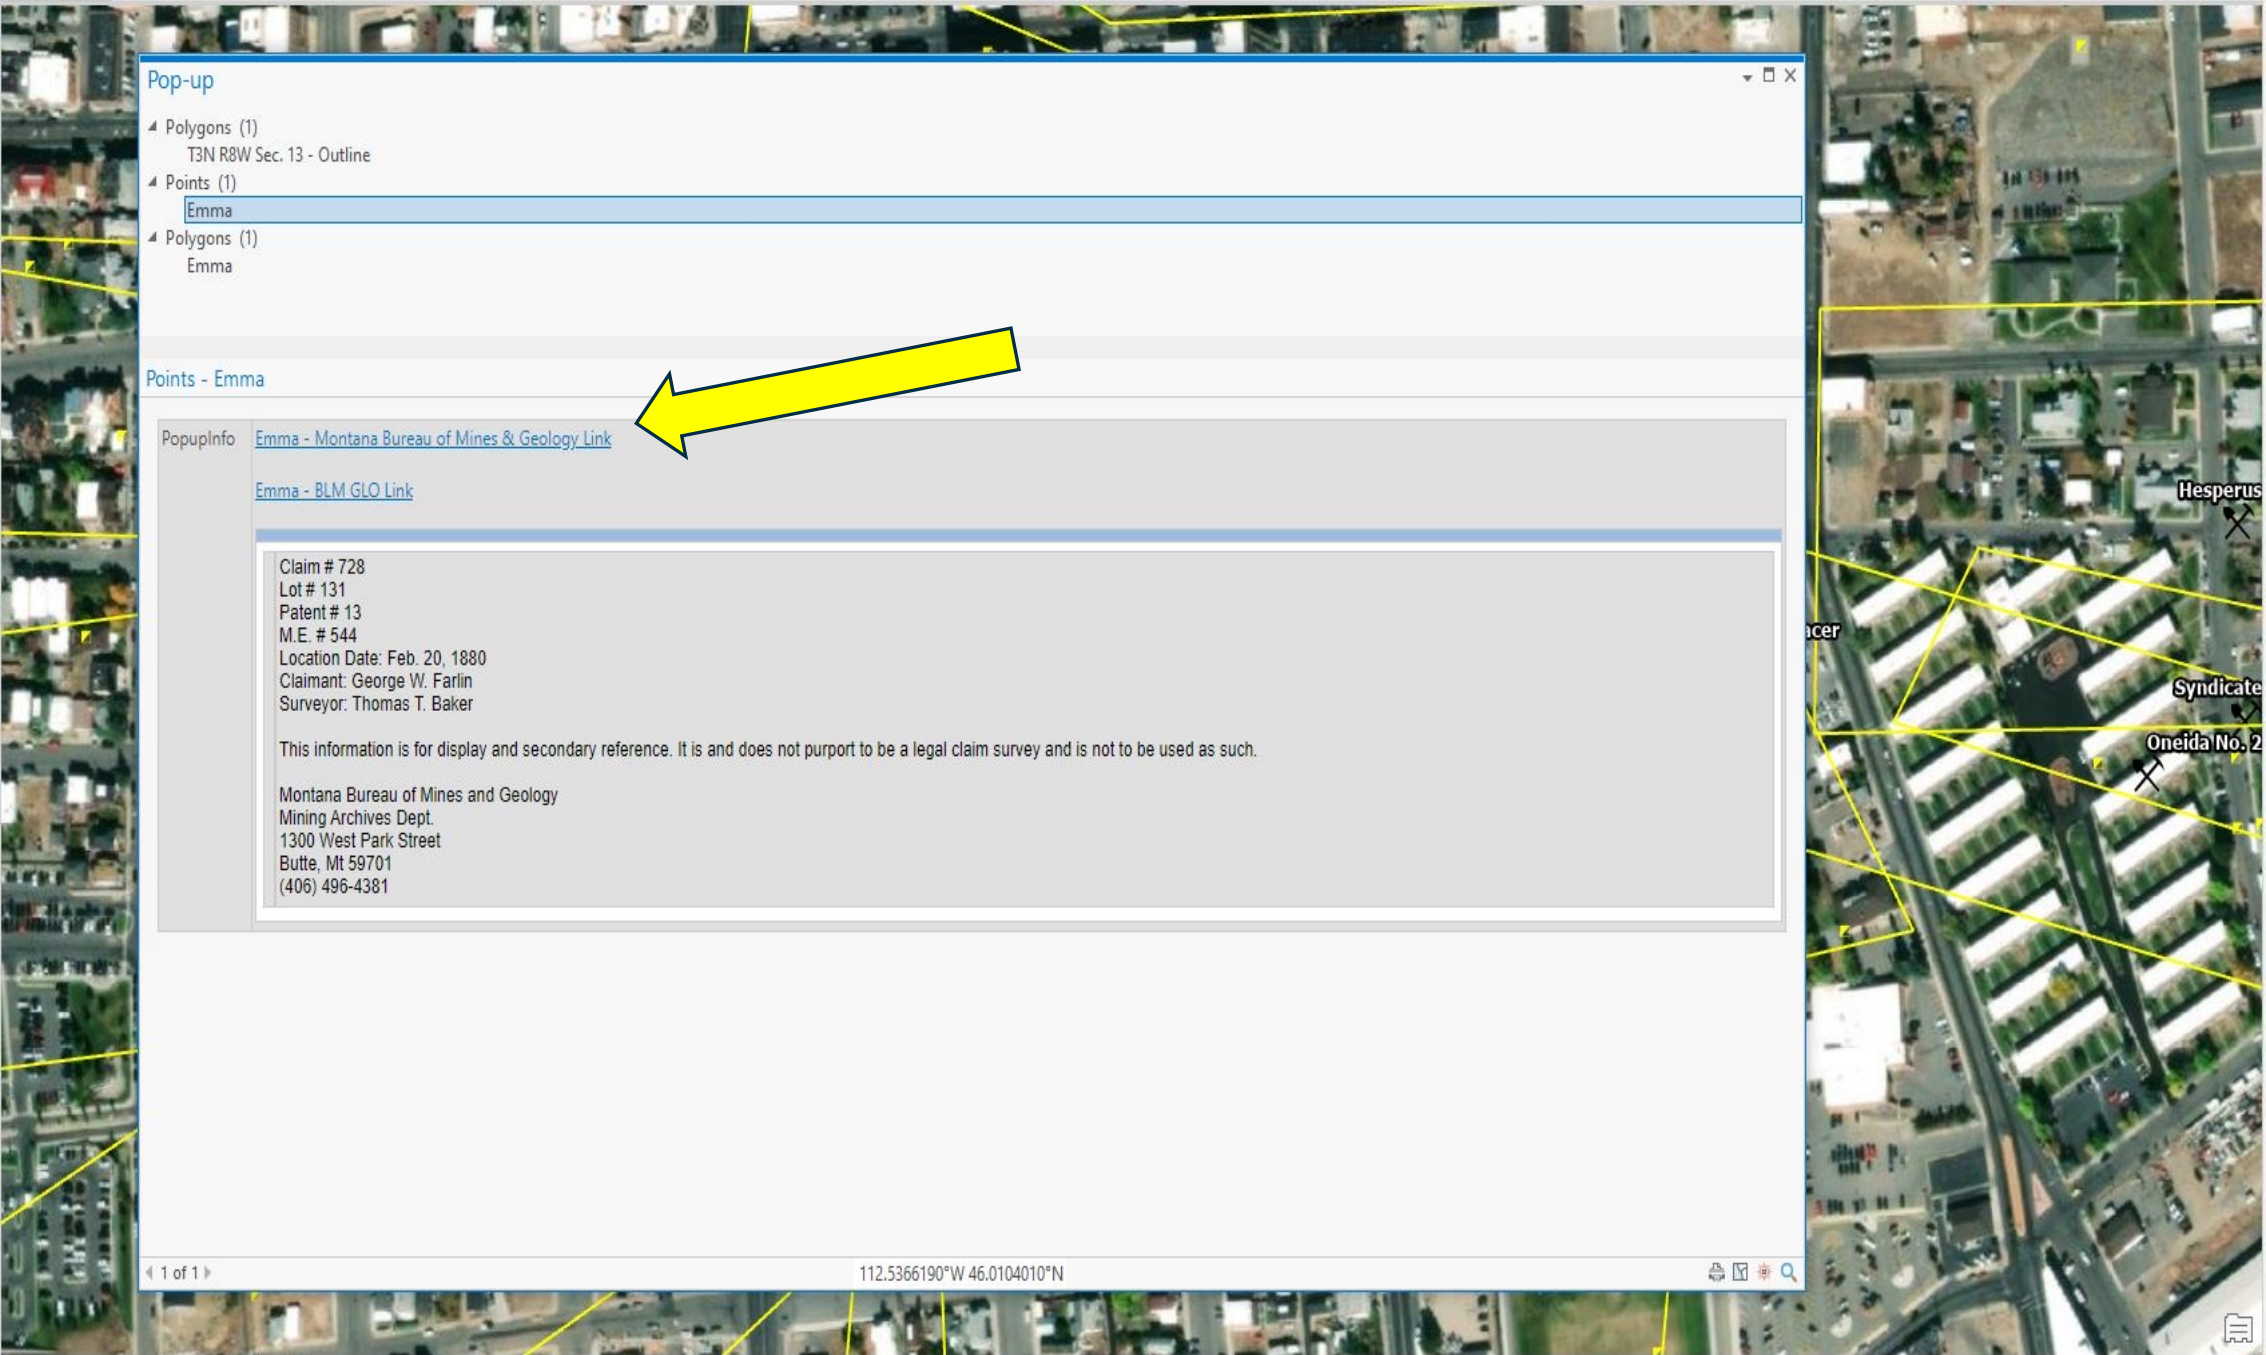 Pop-up
Polygons (1)
T3N R8W Sec. 13 - Outline
Points (1)
Emma
Polygons (1)
Emma
Points - Emma
PopupInfo
Emma - Montana Bureau of Mines & Geology Link
Emma - BLM GLO Link
Claim # 728
Lot # 131
Patent # 13
M.E. # 544
Location Date: Feb. 20, 1880
Claimant: George W. Farlin
Surveyor: Thomas T. Baker
This information is for display and secondary reference. It is and does not purport to be a legal claim survey and is not to be used as such.
Montana Bureau of Mines and Geology
Mining Archives Dept.
1300 West Park Street
Butte, Mt 59701
(406) 496-4381
1 of 1
112.5366190°W 46.0104010°N
Hesperus
acer
Syndicate
Oneida No. 2